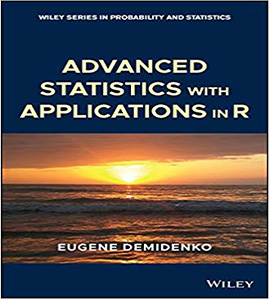 WILEY SERIES IN PROBABILITY AND STATISTICS
ADVANCED
STATISTICS WITH
APPLICATIONS IN R
EUGENE DEMIDENKO
WILEY